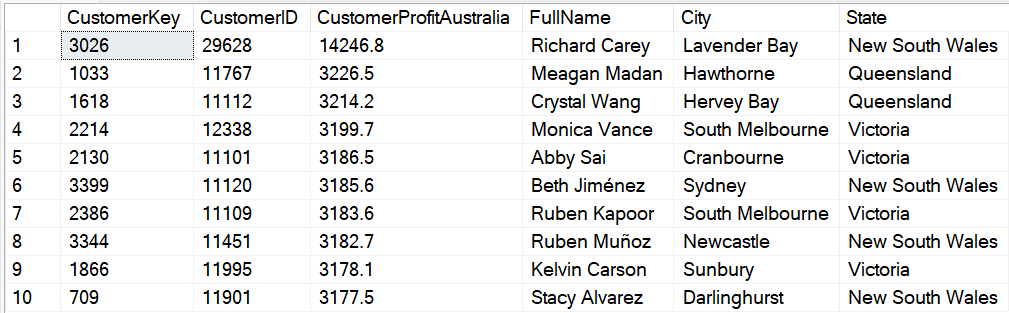 CustomerKey CustomerID CustomerProfitAustralia FullName City State
1 3026 29628 14246.8 Richard Carey Lavender Bay New South Wales
2 1033 11767 3226.5 Meagan Madan Hawthorne Queensland
3 1618 11112 3214.2 Crystal Wang Hervey Bay Queensland
4 2214 12338 3199.7 Monica Vance South Melbourne Victoria
5 2130 11101 3186.5 Abby Sai Cranbourne Victoria
6 3399 11120 3185.6 Beth Jiménez Sydney New South Wales
7 2386 11109 3183.6 Ruben Kapoor South Melbourne Victoria
8 3344 11451 3182.7 Ruben Muñoz Newcastle New South Wales
9 1866 11995 3178.1 Kelvin Carson Sunbury Victoria
10 709 11901 3177.5 Stacy Alvarez Darlinghurst New South Wales